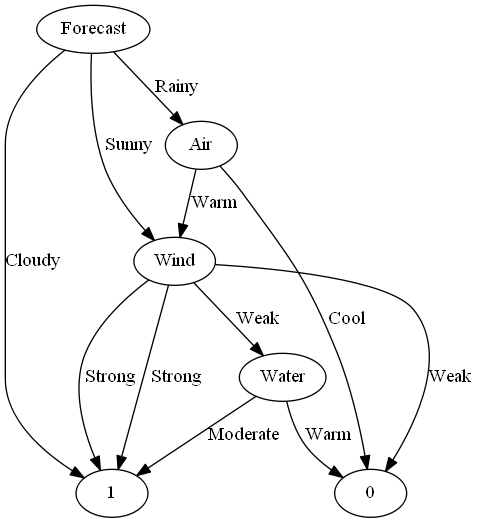 Forecast
Rainy
Sunny
Air
Warm
Wind
Cloudy
Weak
Cool
Strong
Strong
Water
Weak
Moderate
Warm
1
0